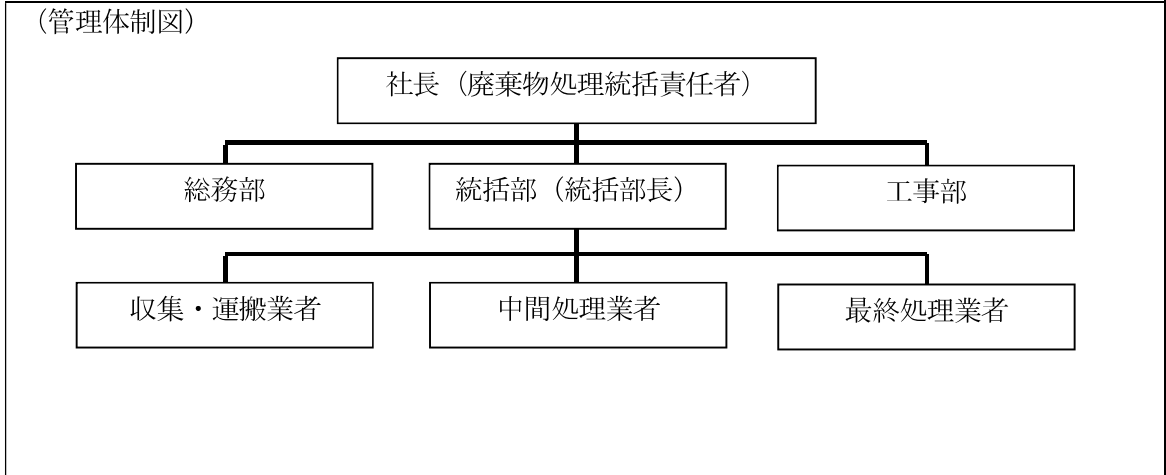 （管理体制図）
社長（廃棄物処理統括責任者）
総務部
統括部（統括部長）
工事部
収集・運搬業者
中間処理業者
最終処理業者